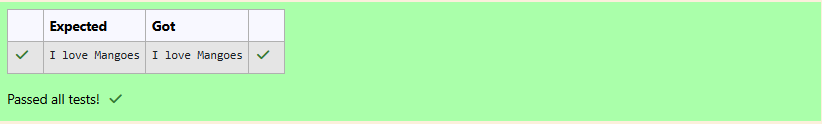 Expected Got
I love Mangoes I love Mangoes
Passed all tests!